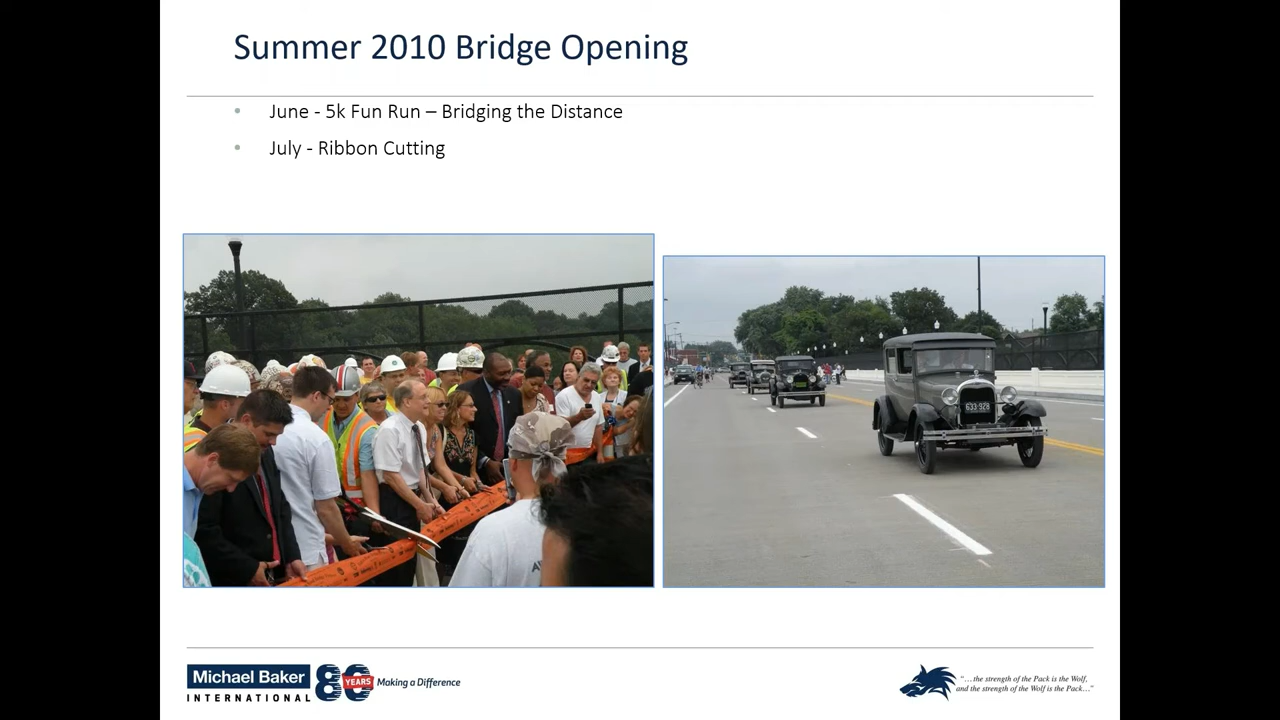 Summer 2010 Bridge Opening
• June - 5k Fun Run – Bridging the Distance
• July - Ribbon Cutting
633·928
Michael Baker
INTERNATIONAL
80
YEARS
Making a Difference
“…the strength of the Pack is the Wolf,
and the strength of the Wolf is the Pack…”